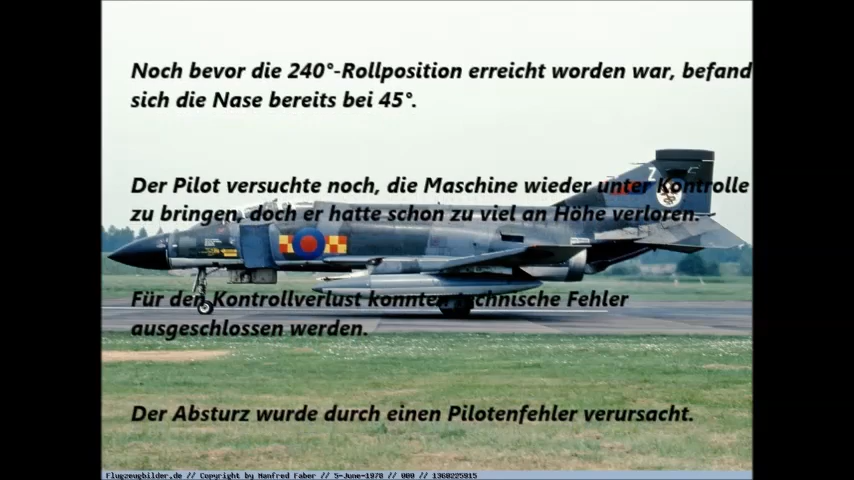 Noch bevor die 240°-Rollposition erreicht worden war, befand
sich die Nase bereits bei 45°.
Der Pilot versuchte noch, die Maschine wieder unter Kontrolle
zu bringen, doch er hatte schon zu viel an Höhe verloren.
Für den Kontrollverlust konnten technische Fehler
ausgeschlossen werden.
Der Absturz wurde durch einen Pilotenfehler verursacht.
Z
Flugzeugbilder.de // Copyright by Manfred Faber // 5-June-1978 // 000 // 1360225915